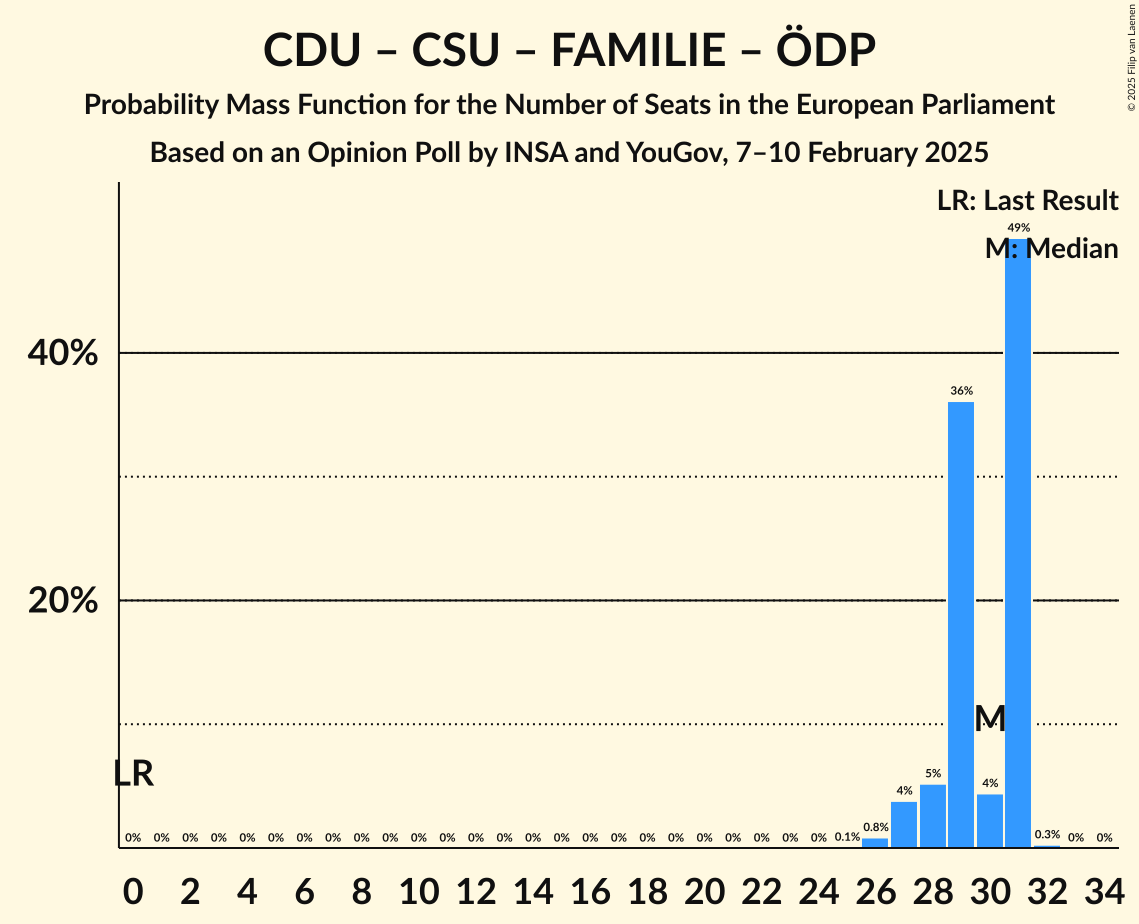 CDU – CSU – FAMILIE – ÖDP
Probability Mass Function for the Number of Seats in the European Parliament
Based on an Opinion Poll by INSA and YouGov, 7–10 February 2025
© 2025 Filip van Laenen
LR: Last Result
M: Median
49%
40%
36%
20%
M
LR
5%
4%
4%
0% 0% 0% 0% 0% 0% 0% 0% 0% 0% 0% 0% 0% 0% 0% 0% 0% 0% 0% 0% 0% 0% 0% 0% 0% 0.1% 0.8% 0.3% 0% 0%
0 2 4 6 8 10 12 14 16 18 20 22 24 26 28 30 32 34